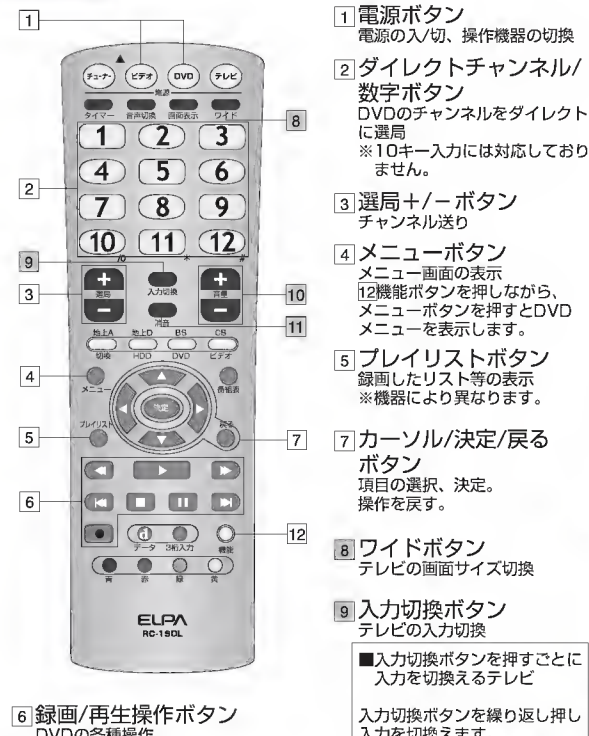 1
チューナー ビデオ DVD テレビ
電源
タイマー 音声切換 画面表示 ワイド
8
1 2 3
4 5 6
2
7 8 9
10 11 12
/0 * #
9
+ +
3
選局 入力切換 音量
10
- 消音 -
11
地上A 地上D BS CS
切換 HDD DVD ビデオ
4
メニュー 番組表
決定
プレイリスト 戻る
5
7
6
12
d
データ 3桁入力 機能
青 赤 緑 黄
ELPA
RC-19DL
6 録画/再生操作ボタン
DVDの各種操作
1 電源ボタン
電源の入/切、操作機器の切換
2 ダイレクトチャンネル/
数字ボタン
DVDのチャンネルをダイレクト
に選局
※10キー入力には対応しており
ません。
3 選局+/−ボタン
チャンネル送り
4 メニューボタン
メニュー画面の表示
12機能ボタンを押しながら、
メニューボタンを押すとDVD
メニューを表示します。
5 プレイリストボタン
録画したリスト等の表示
※機器により異なります。
7 カーソル/決定/戻る
ボタン
項目の選択、決定。
操作を戻す。
8 ワイドボタン
テレビの画面サイズ切換
9 入力切換ボタン
テレビの入力切換
■入力切換ボタンを押すごとに
入力を切換えるテレビ
入力切換ボタンを繰り返し押し
入力を切換えます